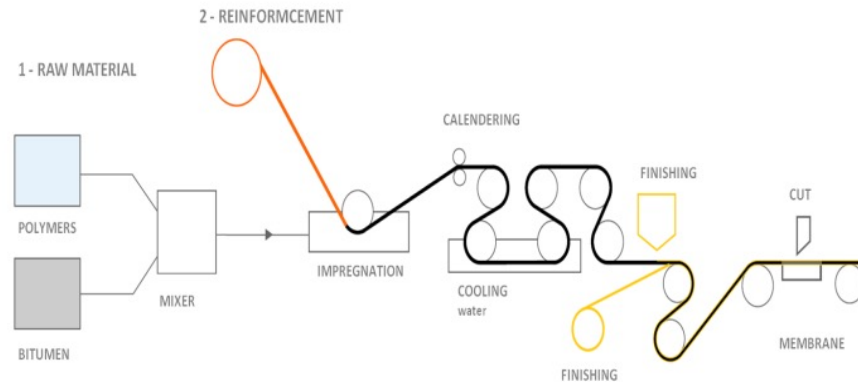 2 - REINFORMCEMENT
1 - RAW MATERIAL
CALENDERING
FINISHING
CUT
POLYMERS
IMPREGNATION
COOLING
water
MIXER
BITUMEN
FINISHING
MEMBRANE